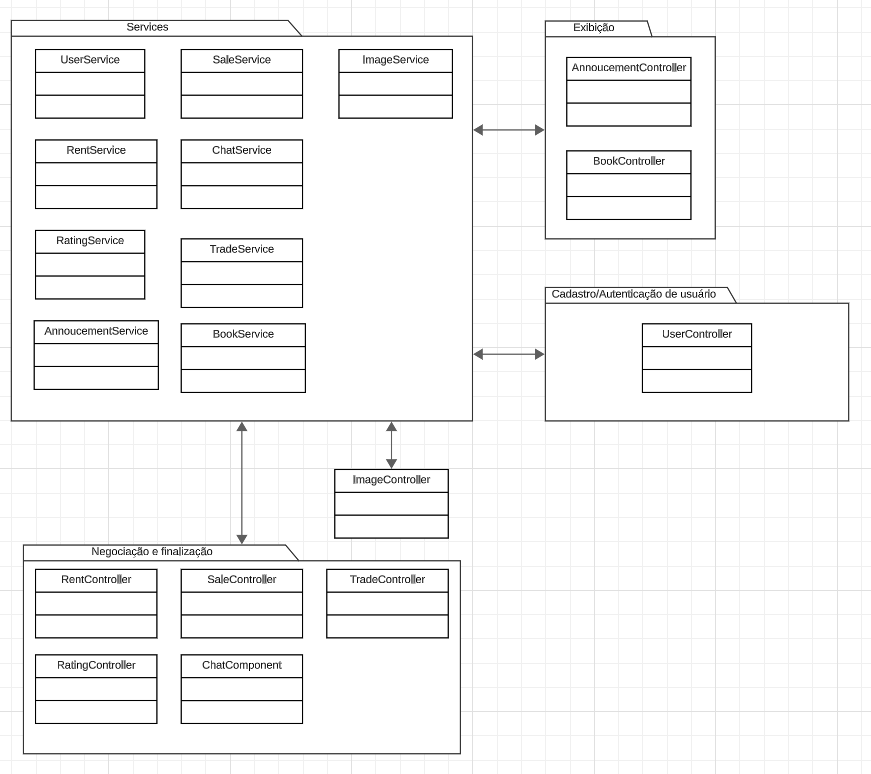 Services
UserService
SaleService
ImageService
RentService
ChatService
RatingService
TradeService
AnnoucementService
BookService
Exibição
AnnoucementController
BookController
Cadastro/Autenticação de usuário
UserController
ImageController
Negociação e finalização
RentController
SaleController
TradeController
RatingController
ChatComponent